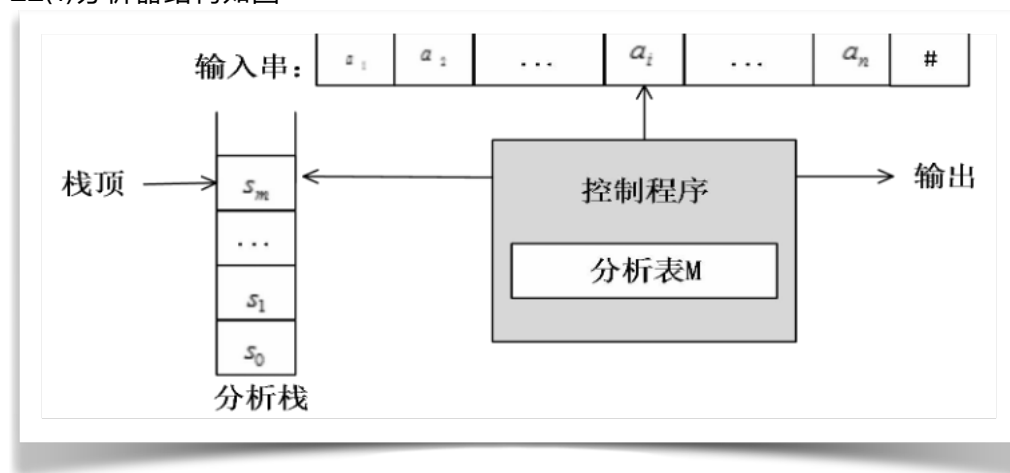 输入串： a₁ a₂ ... aᵢ ... aₙ #
栈顶 sₘ 控制程序 输出
...
分析表M
s₁
s₀
分析栈